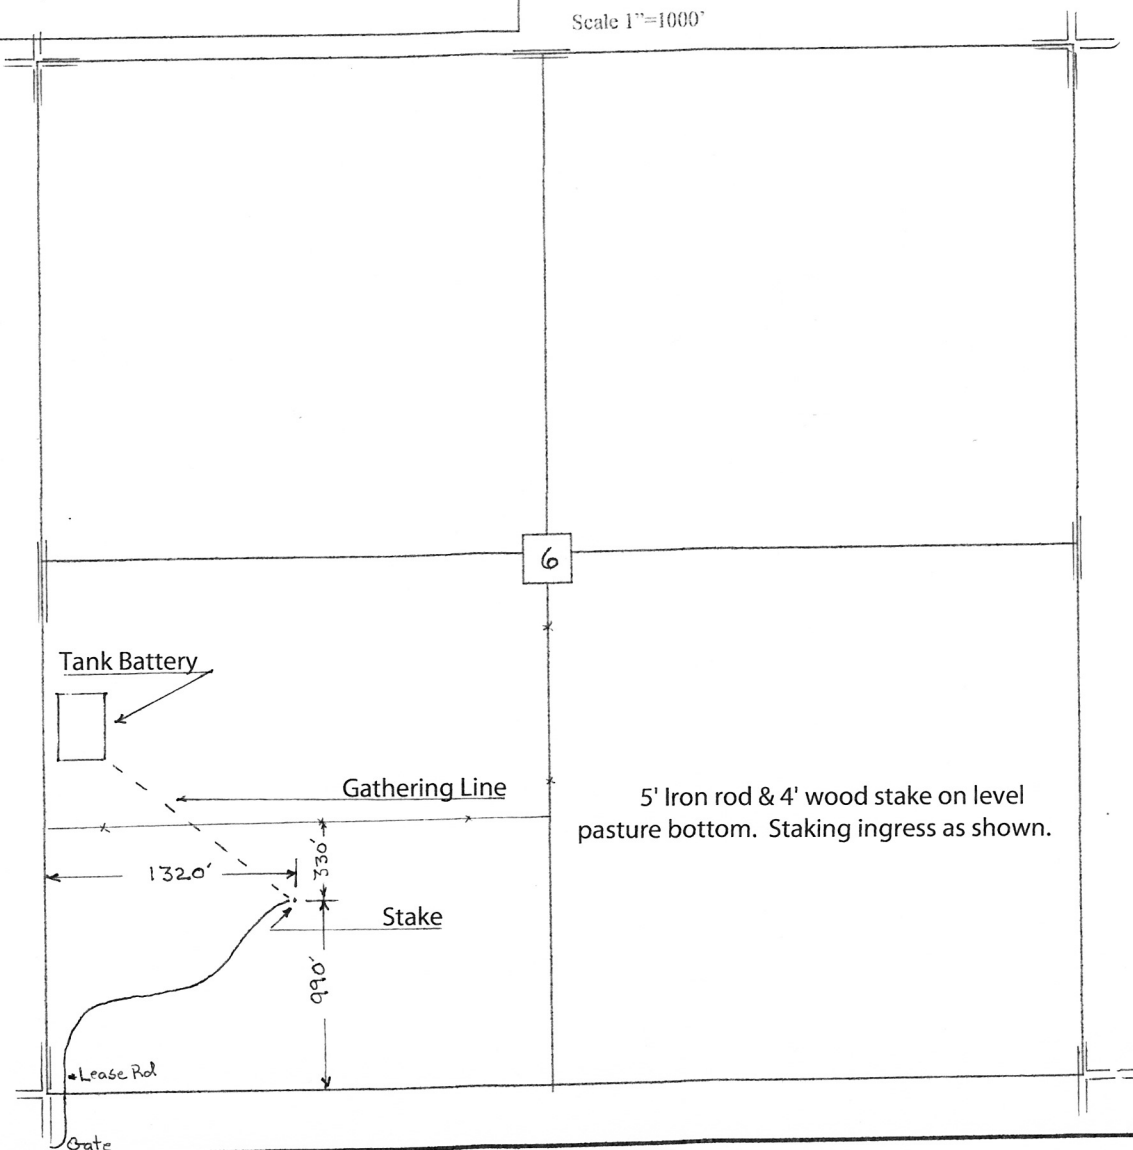 Scale 1"=1000'
6
Tank Battery
Gathering Line
5' Iron rod & 4' wood stake on level
pasture bottom. Staking ingress as shown.
330'
1320'
Stake
990'
Lease Rd
Gate